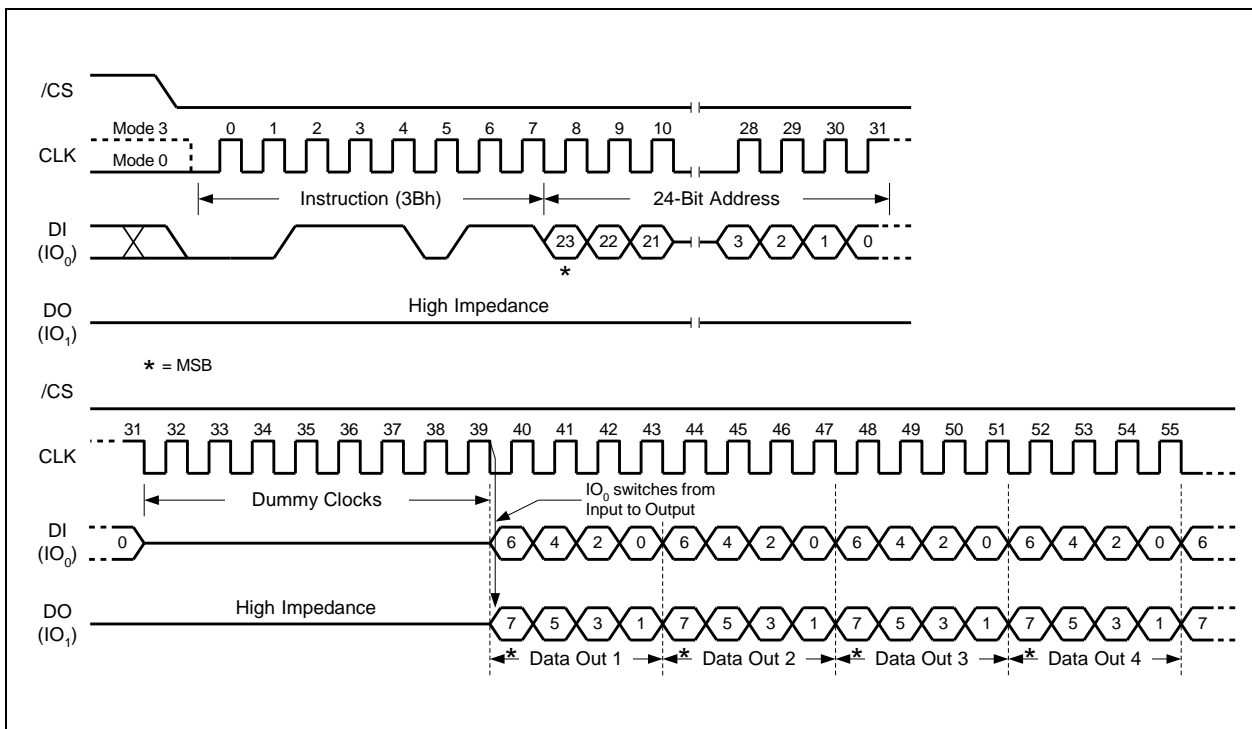 /CS
Mode 3 0 1 2 3 4 5 6 7 8 9 10 28 29 30 31
CLK Mode 0
Instruction (3Bh) 24-Bit Address
DI
(IO0) 23 22 21 3 2 1 0
*
DO High Impedance
(IO1)
* = MSB
/CS
31 32 33 34 35 36 37 38 39 40 41 42 43 44 45 46 47 48 49 50 51 52 53 54 55
CLK
Dummy Clocks
IO0 switches from
Input to Output
DI
(IO0) 0 6 4 2 0 6 4 2 0 6 4 2 0 6 4 2 0 6
DO High Impedance
(IO1) 7 5 3 1 7 5 3 1 7 5 3 1 7 5 3 1 7
* Data Out 1 * Data Out 2 * Data Out 3 * Data Out 4